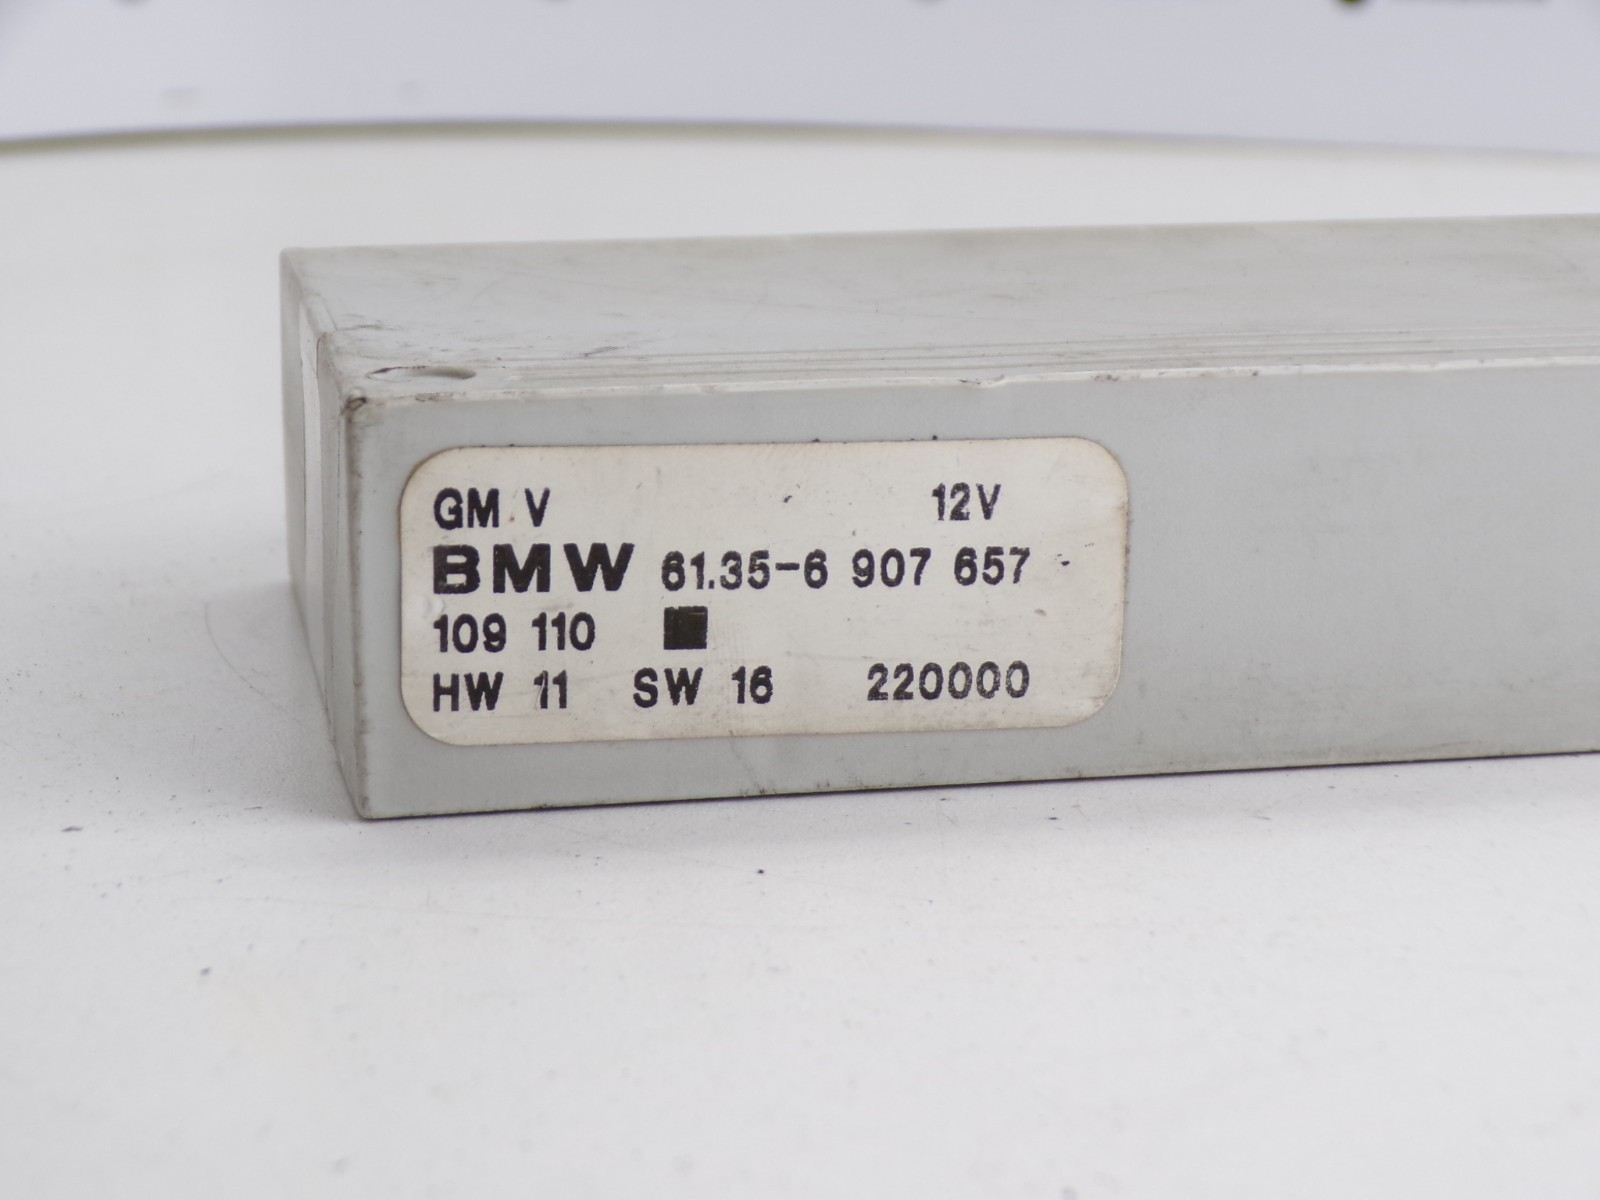 GM V 12V
BMW 61.35-6 907 657
109 110 ■
HW 11 SW 16 220000